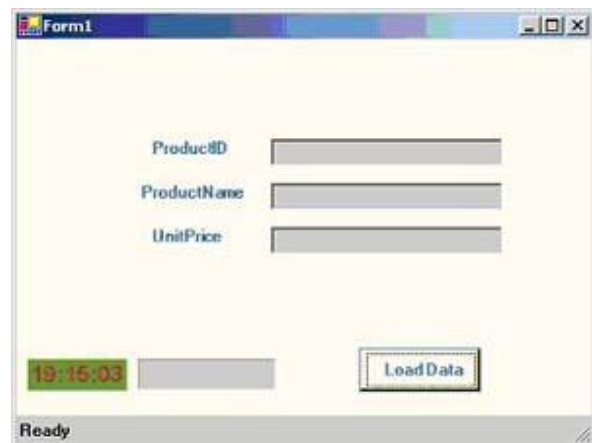 Form1
ProductID
ProductName
UnitPrice
19:15:03
Load Data
Ready